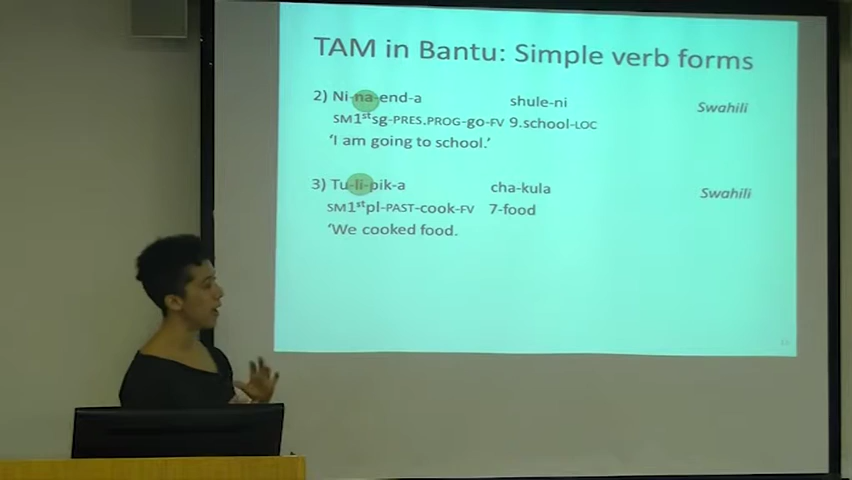 TAM in Bantu: Simple verb forms
2) Ni-na-end-a shule-ni Swahili
SM1stsg-PRES.PROG-go-FV 9.school-LOC
'I am going to school.'
3) Tu-li-pik-a cha-kula Swahili
SM1stpl-PAST-cook-FV 7-food
'We cooked food.